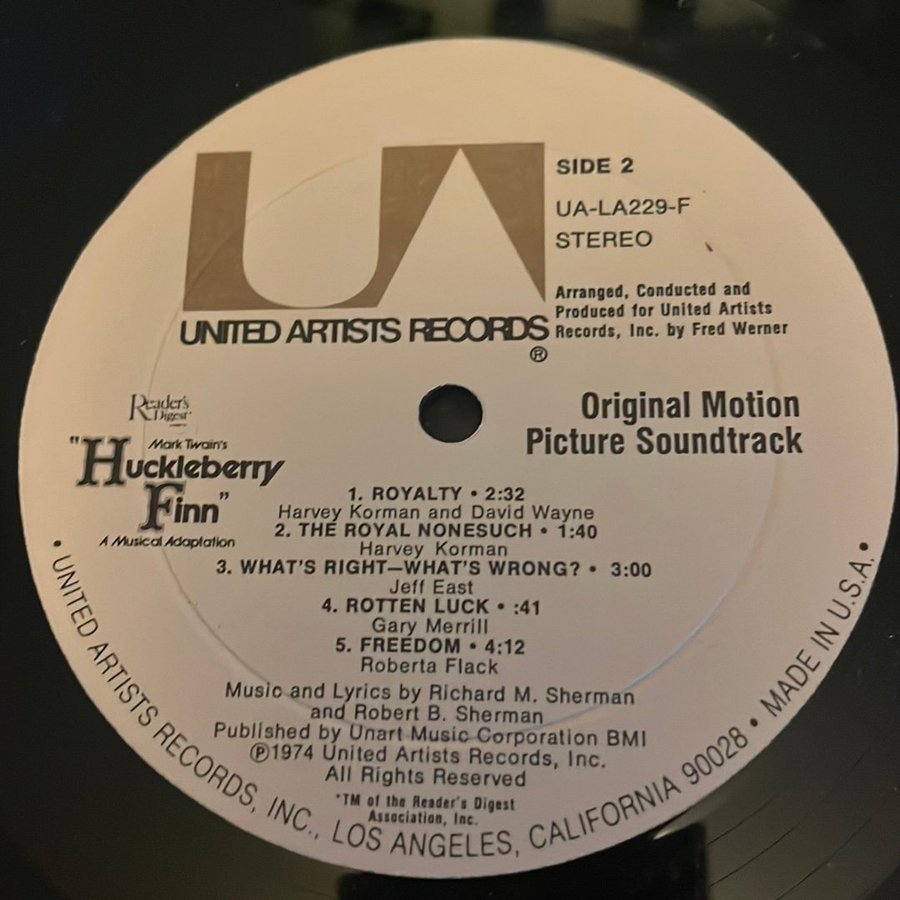 UA
SIDE 2
UA-LA229-F
STEREO
Arranged, Conducted and
Produced for United Artists
Records, Inc. by Fred Werner
UNITED ARTISTS RECORDS
®
Original Motion
Picture Soundtrack
Reader's
Digest*
Mark Twain's
"Huckleberry
Finn"
A Musical Adaptation
1. ROYALTY • 2:32
Harvey Korman and David Wayne
2. THE ROYAL NONESUCH • 1:40
Harvey Korman
3. WHAT'S RIGHT—WHAT'S WRONG? • 3:00
Jeff East
4. ROTTEN LUCK • :41
Gary Merrill
5. FREEDOM • 4:12
Roberta Flack
Music and Lyrics by Richard M. Sherman
and Robert B. Sherman
Published by Unart Music Corporation BMI
℗1974 United Artists Records, Inc.
All Rights Reserved
*TM of the Reader's Digest
Association, Inc.
• UNITED ARTISTS RECORDS, INC., LOS ANGELES, CALIFORNIA 90028 • MADE IN U.S.A. •